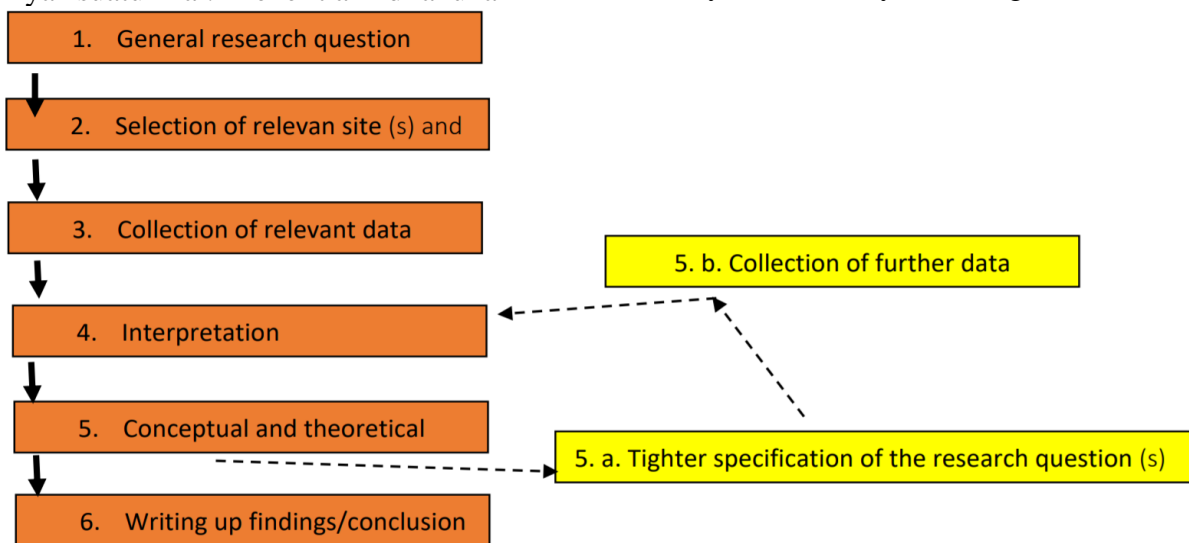 1. General research question
2. Selection of relevan site (s) and
3. Collection of relevant data
5. b. Collection of further data
4. Interpretation
5. Conceptual and theoretical
5. a. Tighter specification of the research question (s)
6. Writing up findings/conclusion